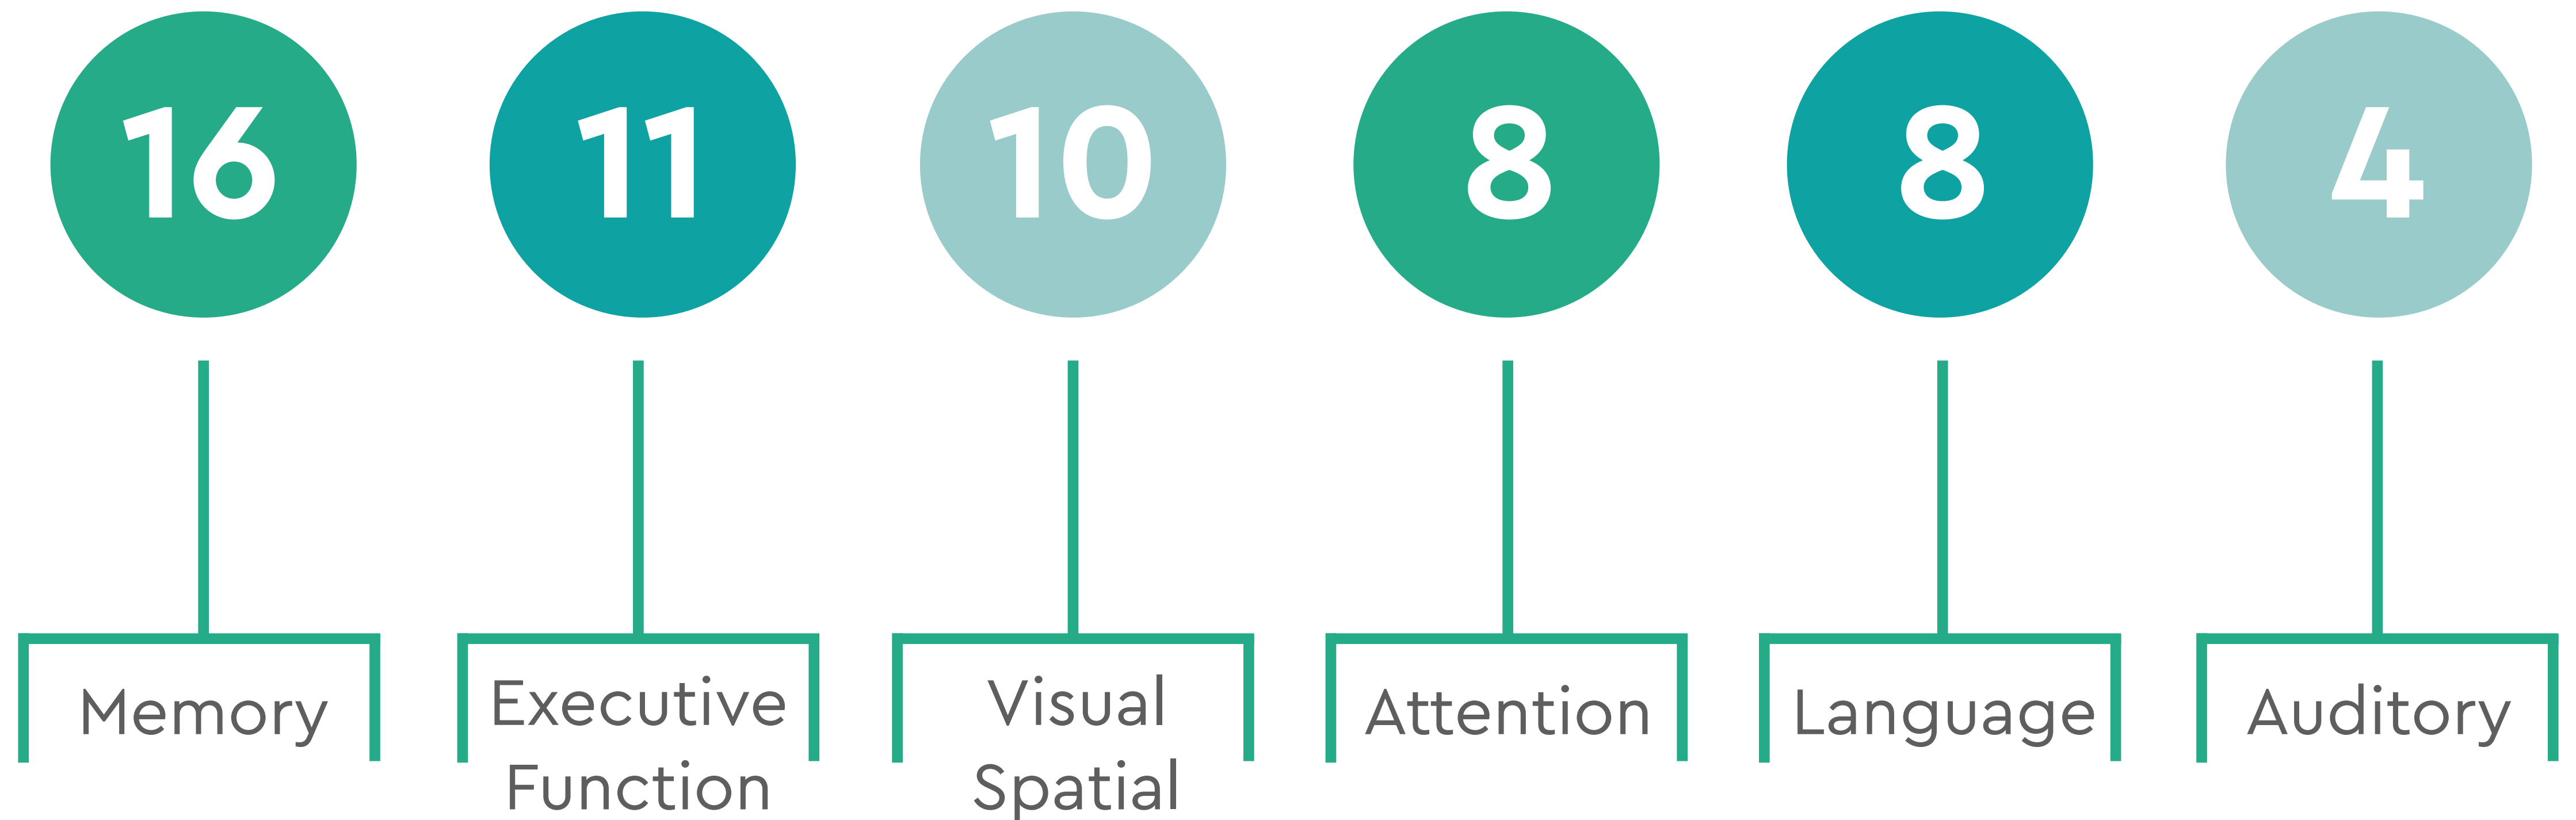 16
11
10
8
8
4
Memory
Executive
Function
Visual
Spatial
Attention
Language
Auditory